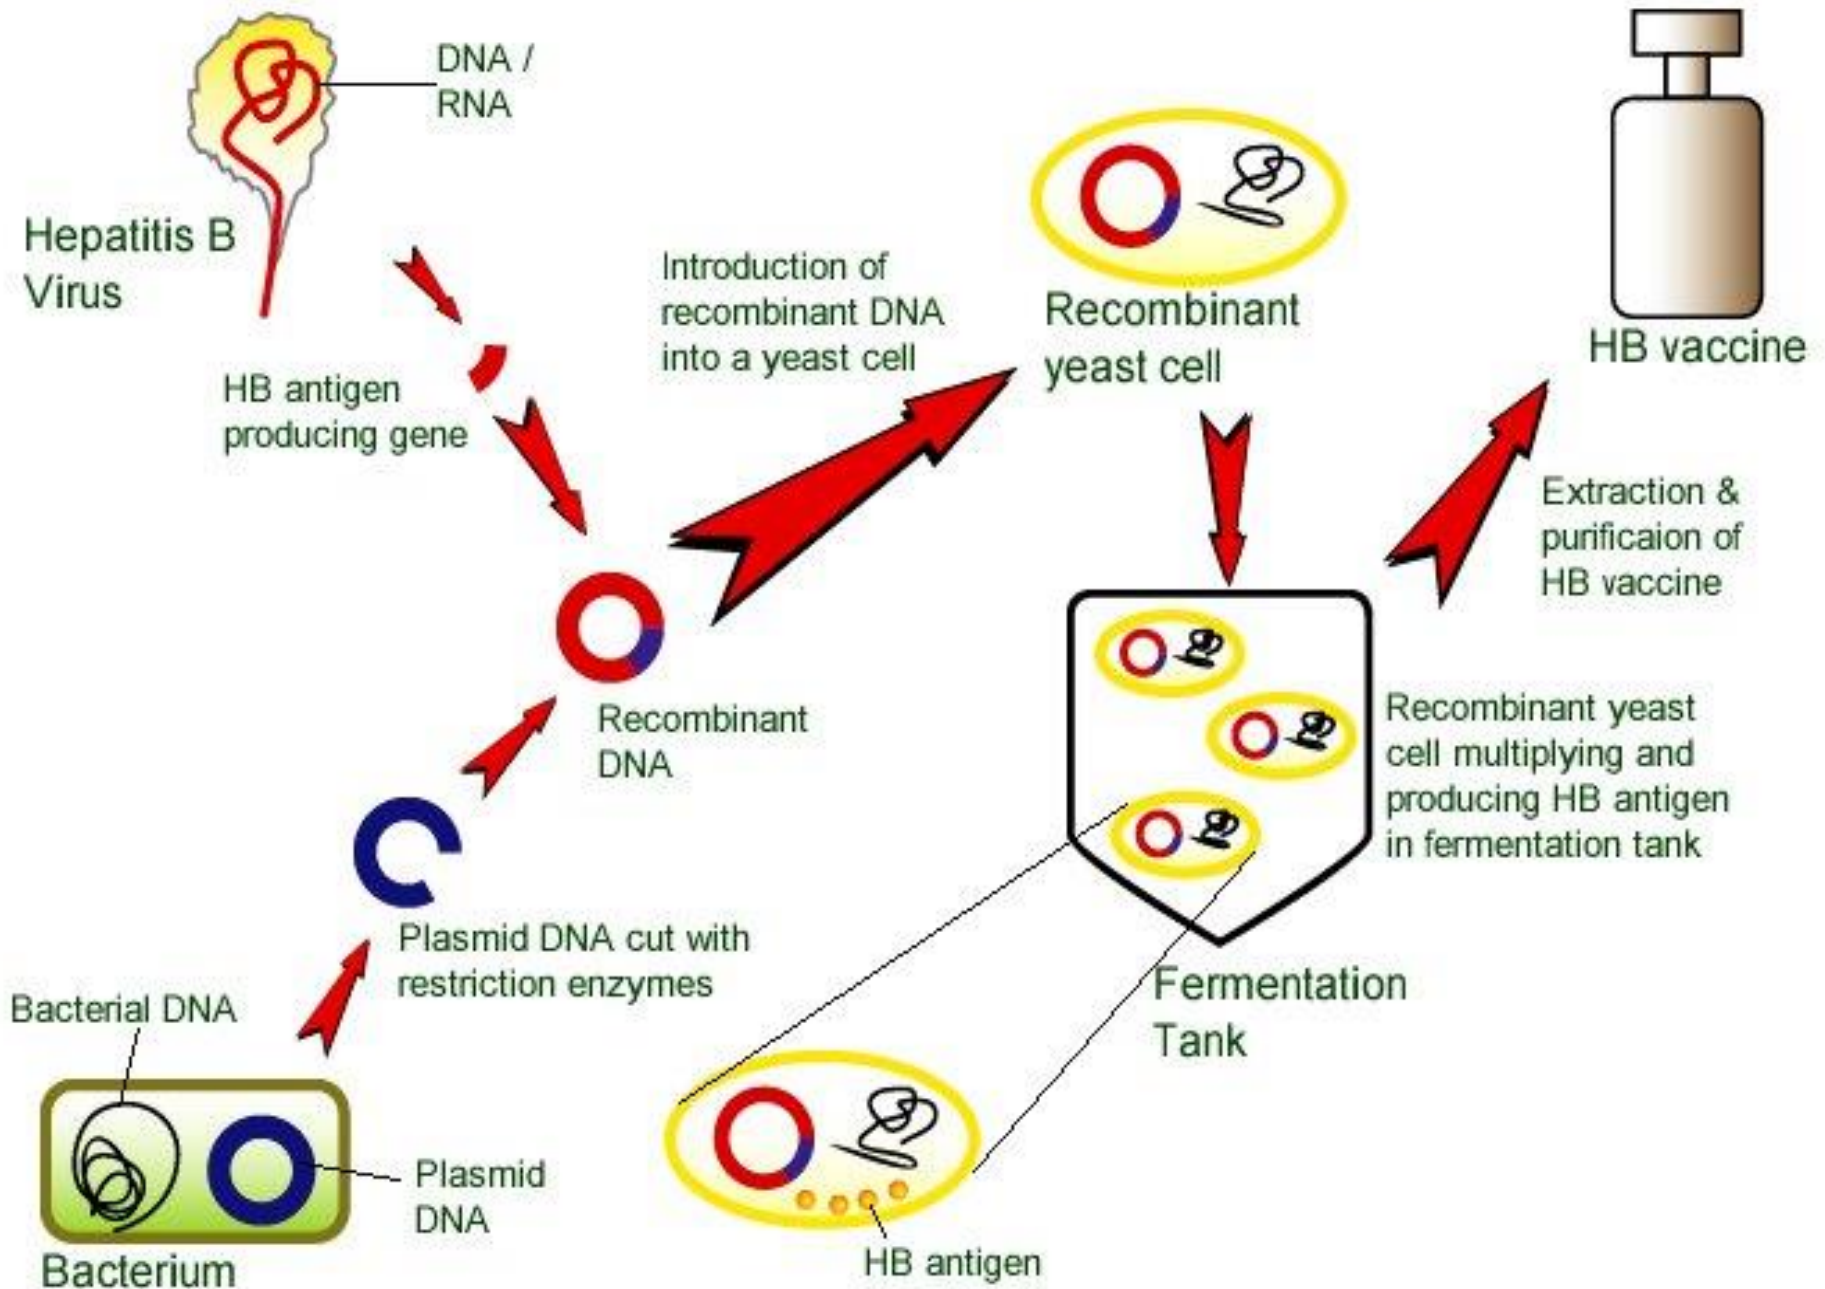 DNA /
RNA
Hepatitis B
Virus
HB antigen
producing gene
Introduction of
recombinant DNA
into a yeast cell
Recombinant
yeast cell
HB vaccine
Extraction &
purificaion of
HB vaccine
Recombinant
DNA
Recombinant yeast
cell multiplying and
producing HB antigen
in fermentation tank
Plasmid DNA cut with
restriction enzymes
Fermentation
Tank
Bacterial DNA
Plasmid
DNA
Bacterium
HB antigen